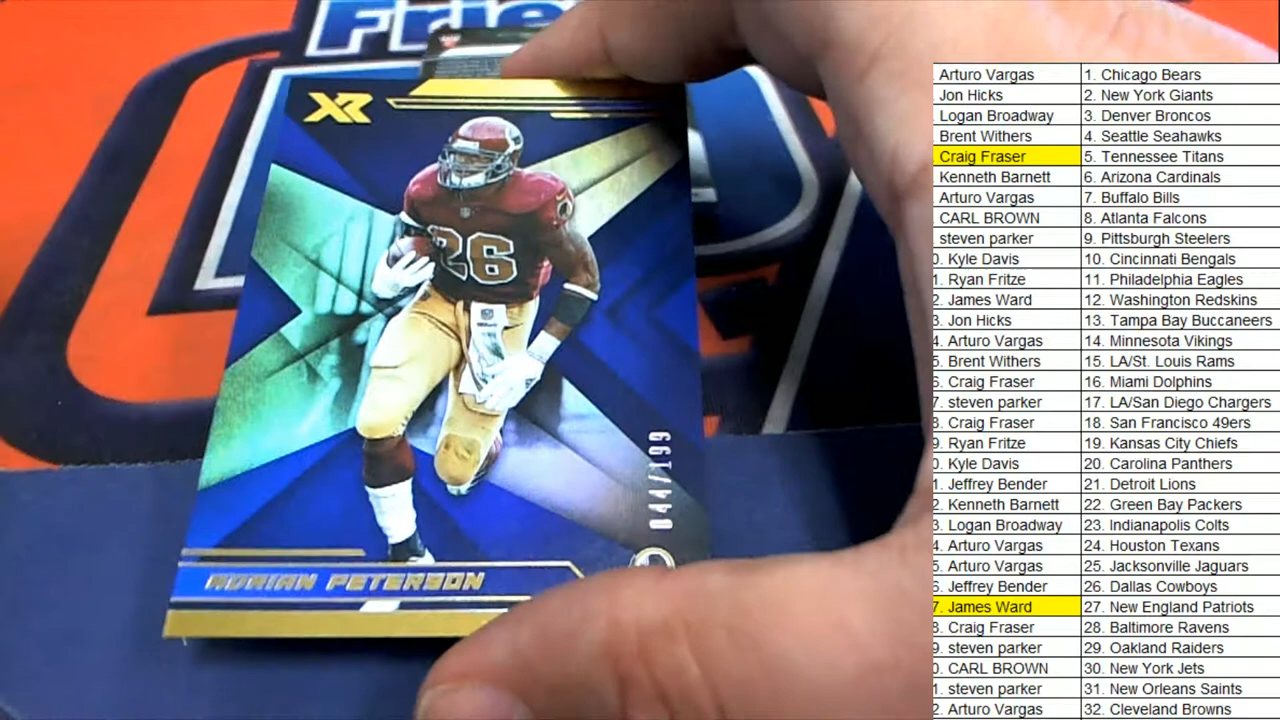 Frie
XR
26
044/199
ADRIAN PETERSON
Arturo Vargas 1. Chicago Bears
Jon Hicks 2. New York Giants
Logan Broadway 3. Denver Broncos
Brent Withers 4. Seattle Seahawks
Craig Fraser 5. Tennessee Titans
Kenneth Barnett 6. Arizona Cardinals
Arturo Vargas 7. Buffalo Bills
CARL BROWN 8. Atlanta Falcons
steven parker 9. Pittsburgh Steelers
0. Kyle Davis 10. Cincinnati Bengals
1. Ryan Fritze 11. Philadelphia Eagles
2. James Ward 12. Washington Redskins
3. Jon Hicks 13. Tampa Bay Buccaneers
4. Arturo Vargas 14. Minnesota Vikings
5. Brent Withers 15. LA/St. Louis Rams
6. Craig Fraser 16. Miami Dolphins
7. steven parker 17. LA/San Diego Chargers
8. Craig Fraser 18. San Francisco 49ers
9. Ryan Fritze 19. Kansas City Chiefs
0. Kyle Davis 20. Carolina Panthers
1. Jeffrey Bender 21. Detroit Lions
2. Kenneth Barnett 22. Green Bay Packers
3. Logan Broadway 23. Indianapolis Colts
4. Arturo Vargas 24. Houston Texans
5. Arturo Vargas 25. Jacksonville Jaguars
6. Jeffrey Bender 26. Dallas Cowboys
7. James Ward 27. New England Patriots
8. Craig Fraser 28. Baltimore Ravens
9. steven parker 29. Oakland Raiders
0. CARL BROWN 30. New York Jets
1. steven parker 31. New Orleans Saints
2. Arturo Vargas 32. Cleveland Browns